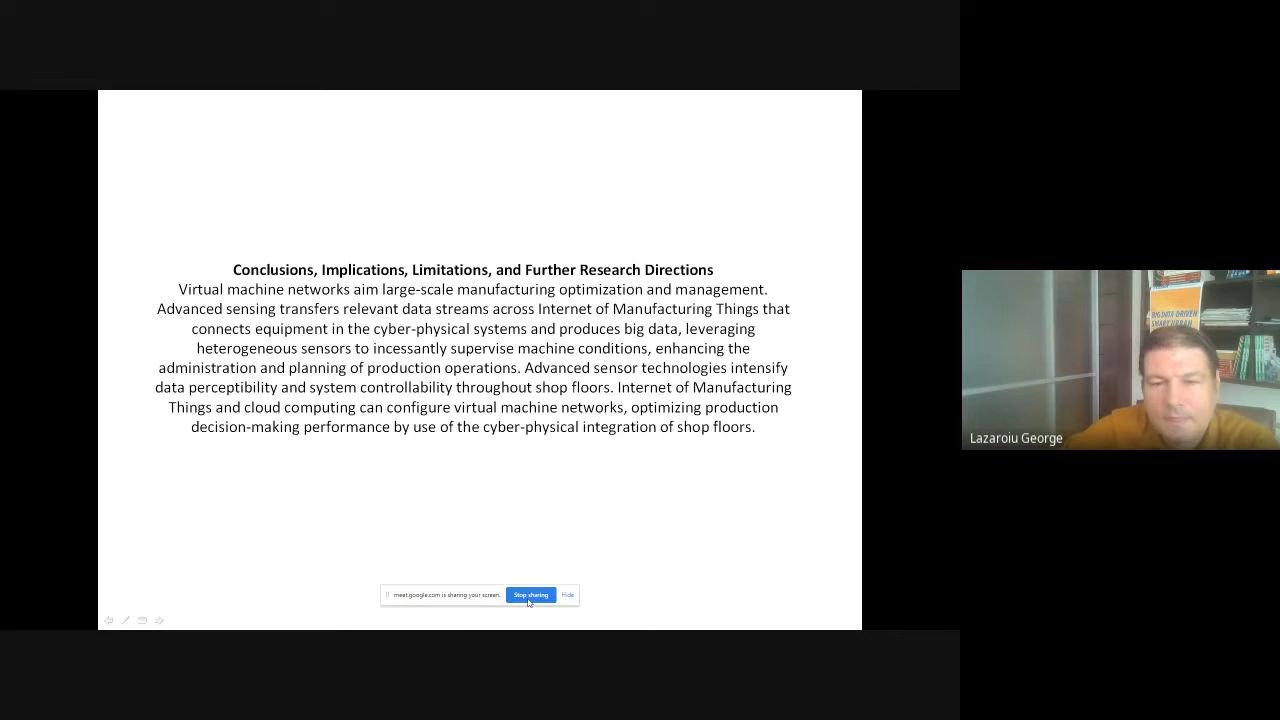 Conclusions, Implications, Limitations, and Further Research Directions
Virtual machine networks aim large-scale manufacturing optimization and management.
Advanced sensing transfers relevant data streams across Internet of Manufacturing Things that
connects equipment in the cyber-physical systems and produces big data, leveraging
heterogeneous sensors to incessantly supervise machine conditions, enhancing the
administration and planning of production operations. Advanced sensor technologies intensify
data perceptibility and system controllability throughout shop floors. Internet of Manufacturing
Things and cloud computing can configure virtual machine networks, optimizing production
decision-making performance by use of the cyber-physical integration of shop floors.
meet.google.com is sharing your screen.
Stop sharing
Hide
BIG DATA-DRIVEN
SMART URBAN
Lazaroiu George